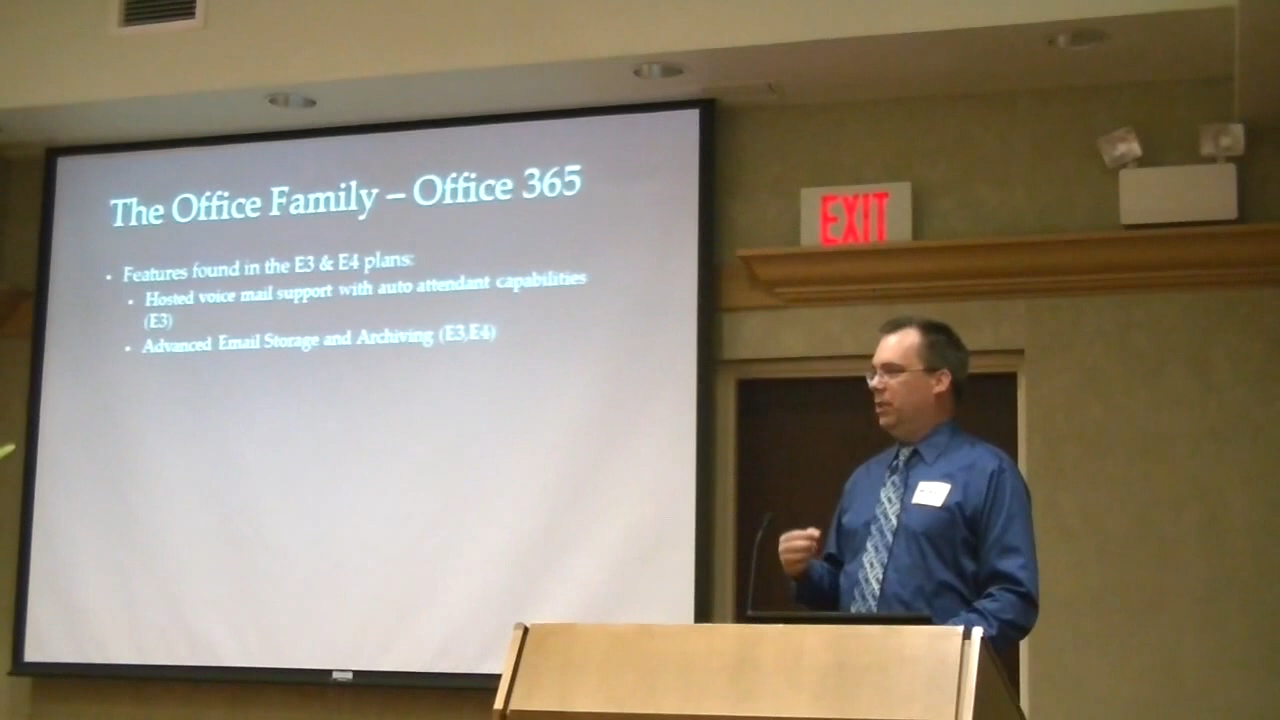 The Office Family – Office 365
• Features found in the E3 & E4 plans:
• Hosted voice mail support with auto attendant capabilities
(E3)
• Advanced Email Storage and Archiving (E3,E4)
EXIT